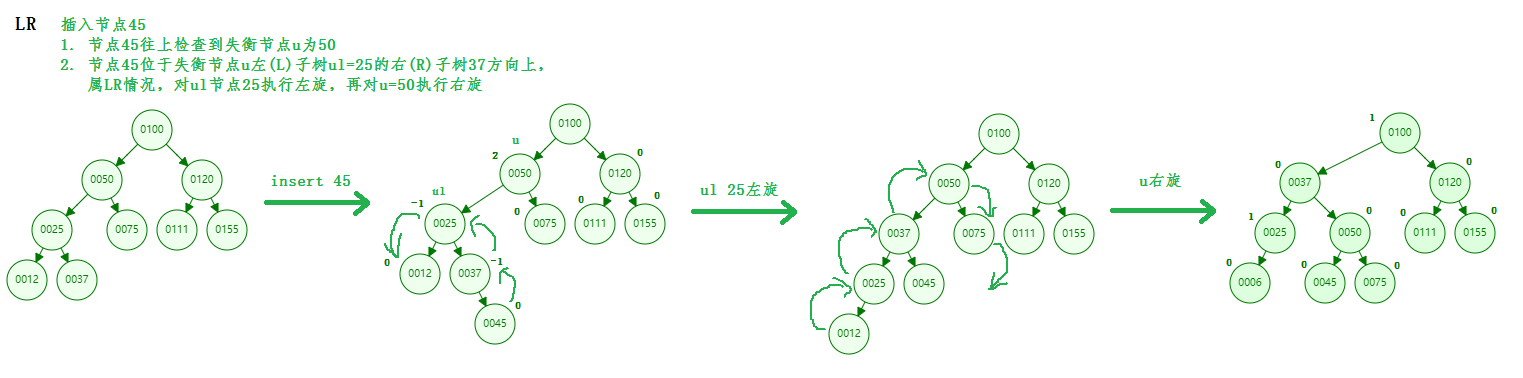 LR 插入节点45
1. 节点45往上检查到失衡节点u为50
2. 节点45位于失衡节点u左(L)子树ul=25的右(R)子树37方向上，
属LR情况，对ul节点25执行左旋，再对u=50执行右旋
0100
0050 0120
0025 0075 0111 0155
0012 0037
insert 45
0100
u
2 0050 0 0120
ul
-1 0025 0 0075 0 0111 0 0155
0 0012 0037 -1
0045 0
ul 25左旋
0100
0050 0120
0037 0075 0111 0155
0025 0045
0012
u右旋
1 0100
0 0037 0 0120
1 0025 0 0050 0 0111 0 0155
0 0006 0 0045 0 0075